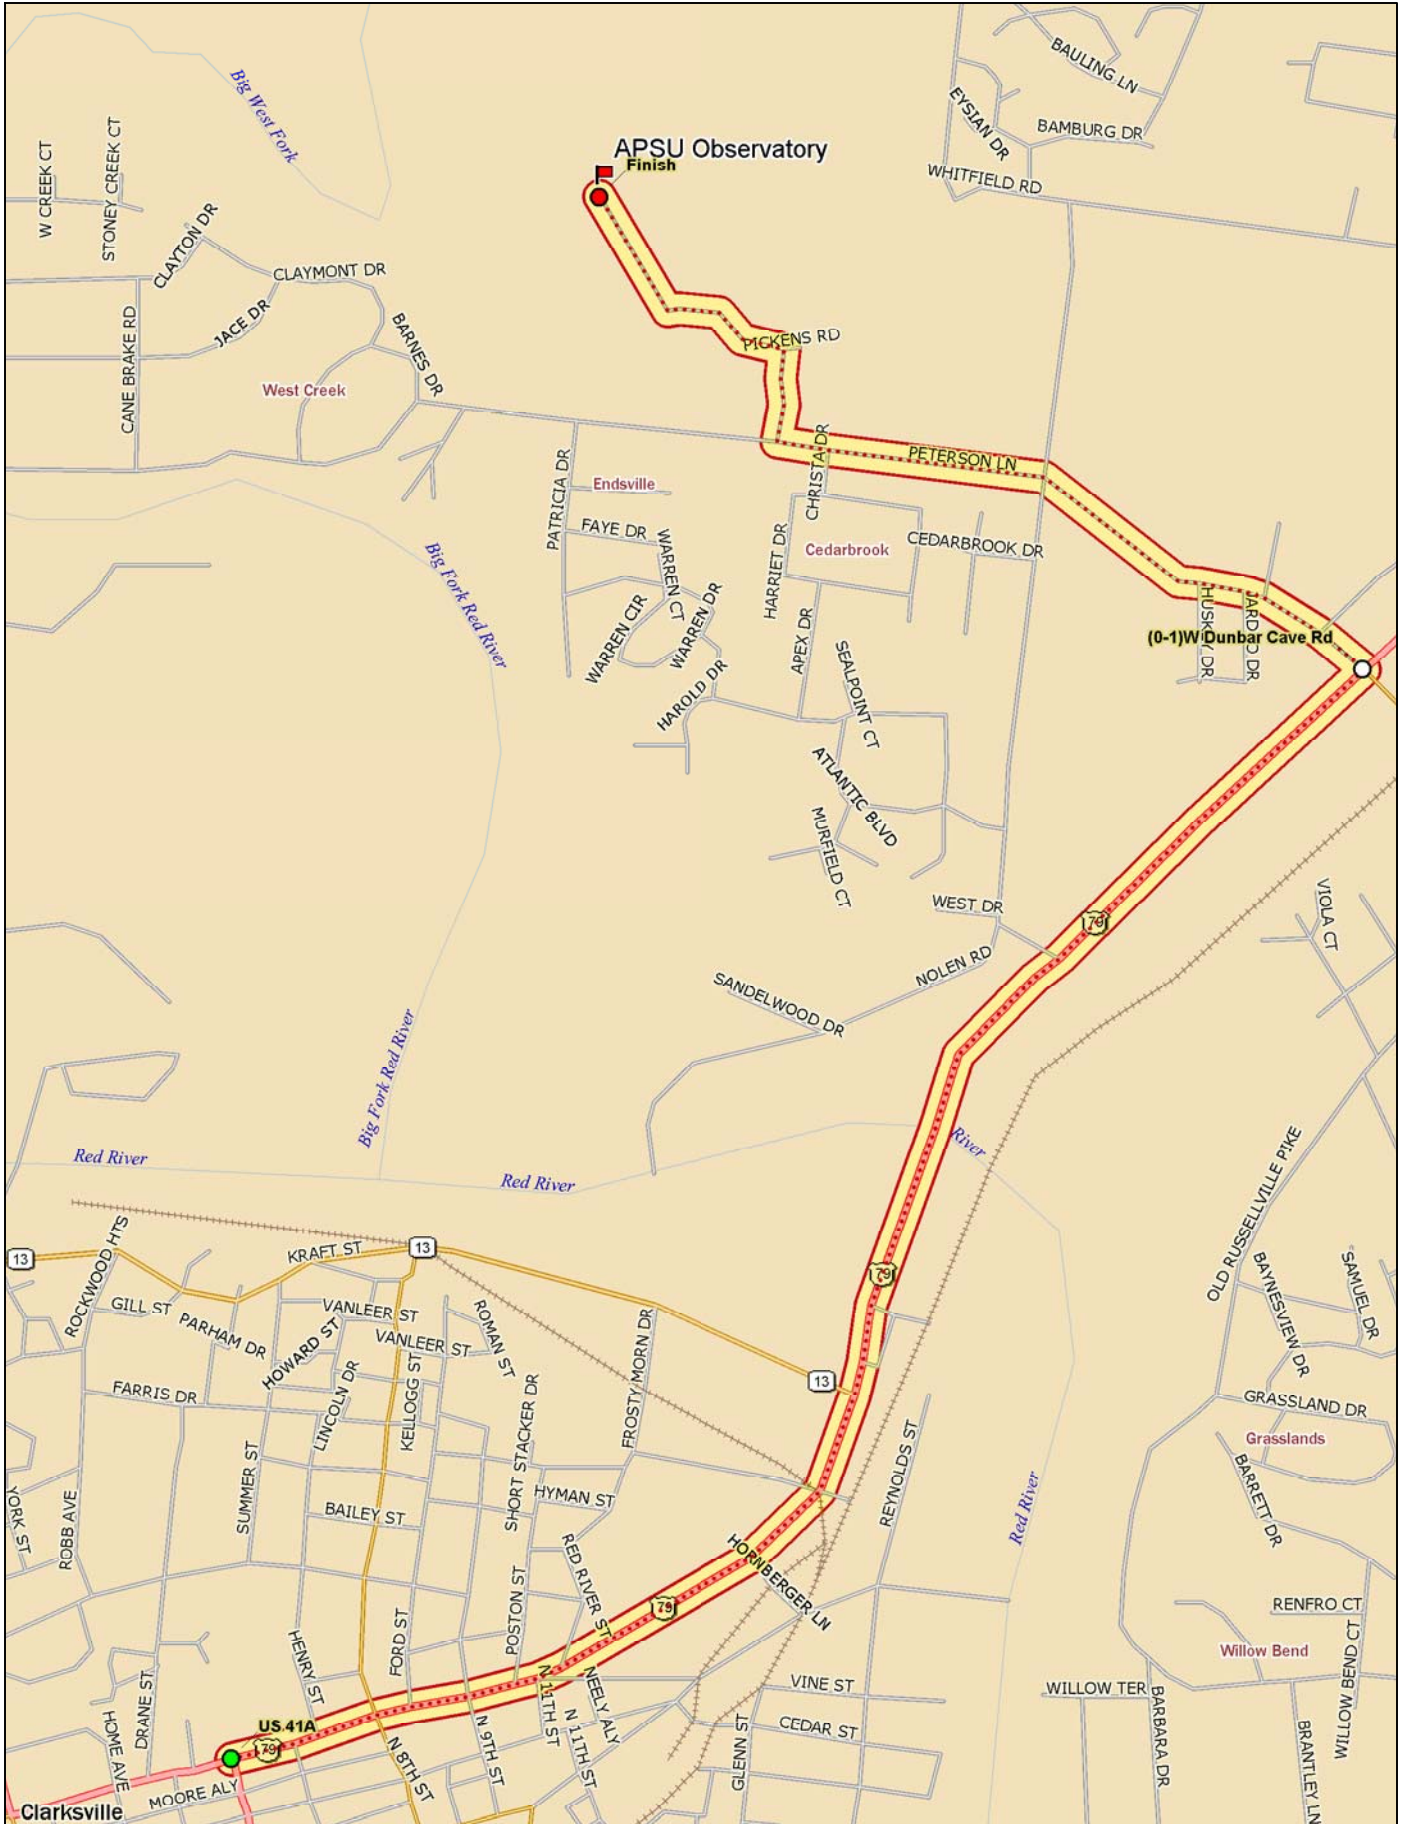 BAULING LN
Big West Fork
EYSIAN DR
BAMBURG DR
W CREEK CT
STONEY CREEK CT
APSU Observatory
Finish
WHITFIELD RD
CLAYTON DR
CLAYMONT DR
JACE DR
CANE BRAKE RD
BARNES DR
PICKENS RD
West Creek
CHRISTA DR
PETERSON LN
PATRICIA DR
Endsville
FAYE DR
WARREN CT
HARRIET DR
Cedarbrook
CEDARBROOK DR
Big Fork Red River
WARREN CIR
WARREN DR
APEX DR
HUSKY DR
(0-1)W Dunbar Cave Rd
SEALPOINT CT
HAROLD DR
ATLANTIC BLVD
MURFIELD CT
WEST DR
79
VIOLA CT
NOLEN RD
SANDELWOOD DR
Big Fork Red River
River
Red River
Red River
OLD RUSSELLVILLE PIKE
ROCKWOOD HTS
13
KRAFT ST
13
79
BAYNESVIEW DR
SAMUEL DR
GILL ST
PARHAM DR
VANLEER ST
HOWARD ST
VANLEER ST
ROMAN ST
FROSTY MORN DR
13
FARRIS DR
LINCOLN DR
KELLOGG ST
SHORT STACKER DR
GRASSLAND DR
Grasslands
REYNOLDS ST
SUMMER ST
BARRETT DR
YORK ST
ROBB AVE
BAILEY ST
HYMAN ST
Red River
RED RIVER ST
HORNBERGER LN
POSTON ST
79
RENFRO CT
FORD ST
HENRY ST
Willow Bend
WILLOW BEND CT
DRANE ST
N 11TH ST
NEELY ALY
VINE ST
WILLOW TER
BARBARA DR
HOME AVE
US 41A
79
N 8TH ST
N 9TH ST
N 11TH ST
GLENN ST
CEDAR ST
BRANTLEY LN
MOORE ALY
Clarksville